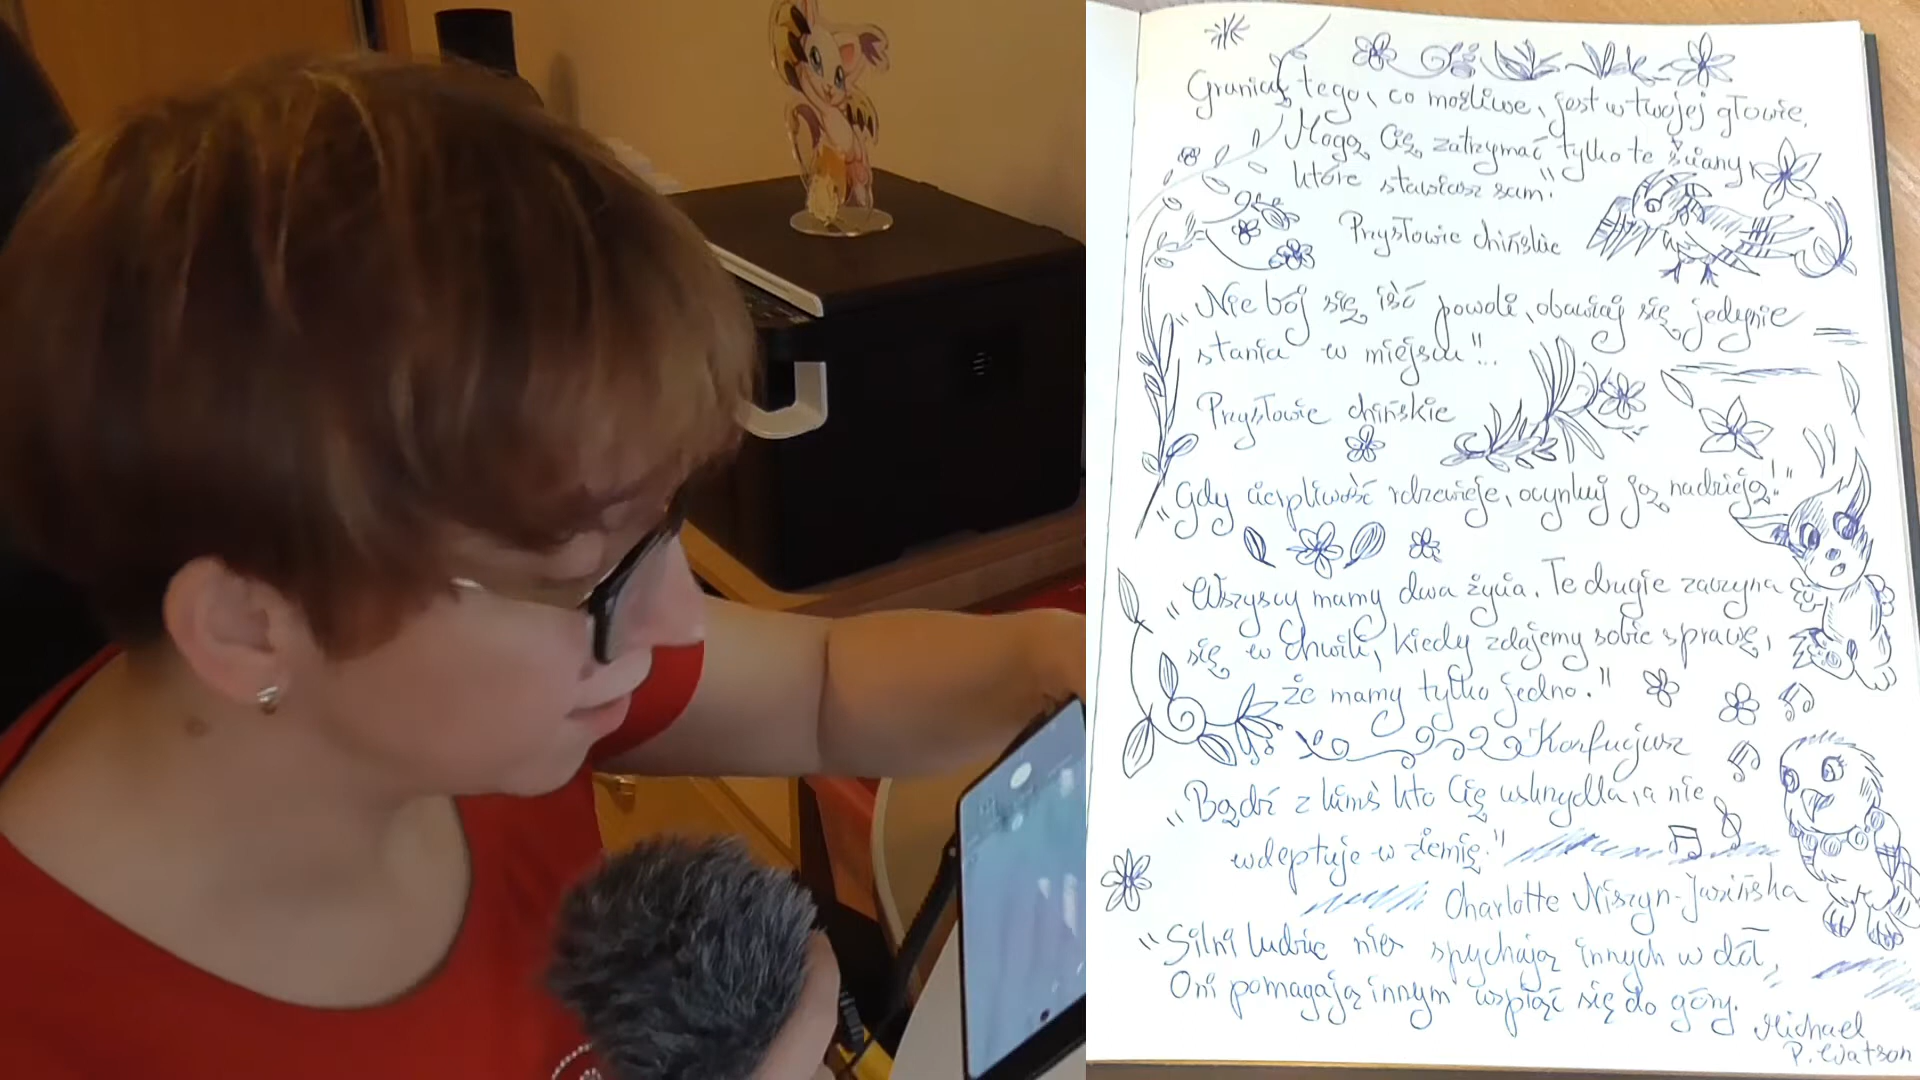 Granica tego, co możliwe, jest w twojej głowie.
Mogą Cię zatrzymać tylko te ściany,
które stawiasz sam."
Przysłowie chińskie
"Nie bój się iść powoli, obawiaj się jedynie
stania w miejscu"...
Przysłowie chińskie
"Gdy cierpliwość rdzewieje, ocynkuj ją nadzieją!"
"Wszyscy mamy dwa życia. Te drugie zaczyna
się w chwili, kiedy zdajemy sobie sprawę,
że mamy tylko jedno."
Konfucjusz
"Bądź z kimś kto Cię uskrzydla, a nie
wdeptuje w ziemię."
Charlotte Niszyn-Jasińska
"Silni ludzie nie spychają innych w dół,
Oni pomagają innym wspiąć się do góry.
Michael
P. Watson